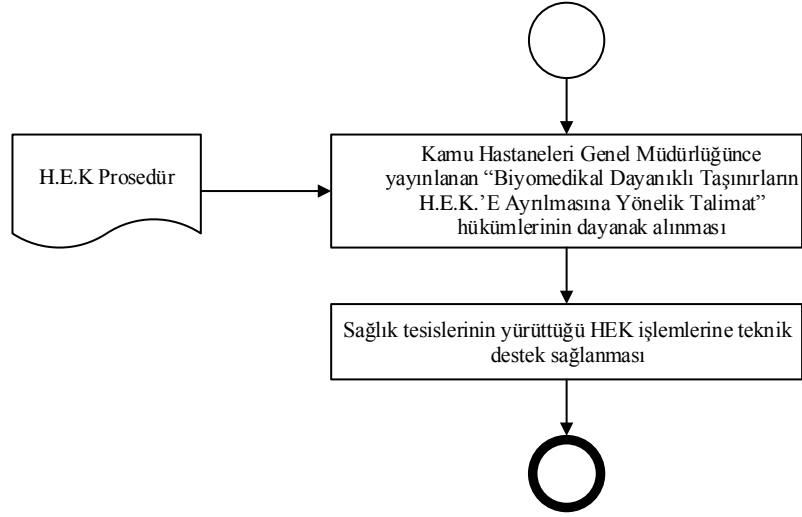 H.E.K Prosedür
Kamu Hastaneleri Genel Müdürlüğünce
yayınlanan “Biyomedikal Dayanıklı Taşınırların
H.E.K.’E Ayrılmasına Yönelik Talimat”
hükümlerinin dayanak alınması
Sağlık tesislerinin yürüttüğü HEK işlemlerine teknik
destek sağlanması